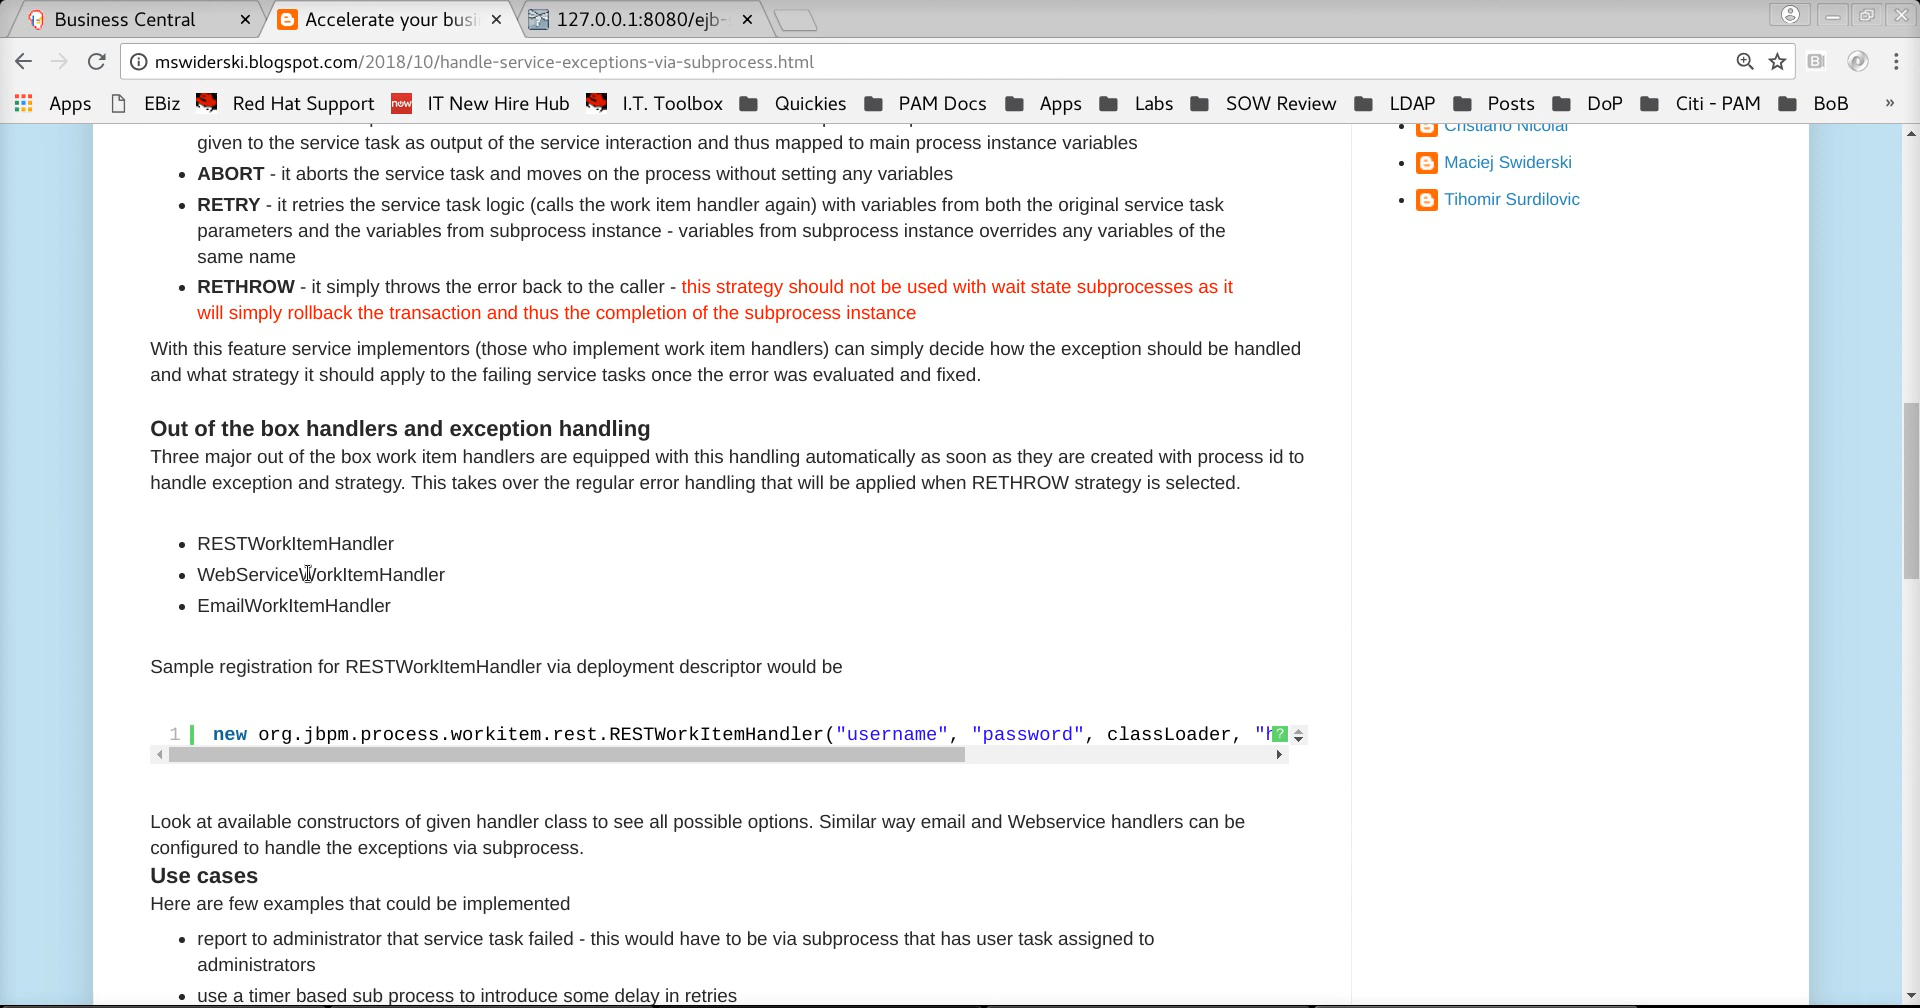 Business Central
Accelerate your busi
127.0.0.1:8080/ejb-
mswiderski.blogspot.com/2018/10/handle-service-exceptions-via-subprocess.html
Apps EBiz Red Hat Support now IT New Hire Hub I.T. Toolbox Quickies PAM Docs Apps Labs SOW Review LDAP Posts DoP Citi - PAM BoB »
given to the service task as output of the service interaction and thus mapped to main process instance variables
• ABORT - it aborts the service task and moves on the process without setting any variables
• RETRY - it retries the service task logic (calls the work item handler again) with variables from both the original service task
parameters and the variables from subprocess instance - variables from subprocess instance overrides any variables of the
same name
• RETHROW - it simply throws the error back to the caller - this strategy should not be used with wait state subprocesses as it
will simply rollback the transaction and thus the completion of the subprocess instance
With this feature service implementors (those who implement work item handlers) can simply decide how the exception should be handled
and what strategy it should apply to the failing service tasks once the error was evaluated and fixed.
Out of the box handlers and exception handling
Three major out of the box work item handlers are equipped with this handling automatically as soon as they are created with process id to
handle exception and strategy. This takes over the regular error handling that will be applied when RETHROW strategy is selected.
• RESTWorkItemHandler
• WebServiceWorkItemHandler
• EmailWorkItemHandler
Sample registration for RESTWorkItemHandler via deployment descriptor would be
1 new org.jbpm.process.workitem.rest.RESTWorkItemHandler("username", "password", classLoader, "h ?
Look at available constructors of given handler class to see all possible options. Similar way email and Webservice handlers can be
configured to handle the exceptions via subprocess.
Use cases
Here are few examples that could be implemented
• report to administrator that service task failed - this would have to be via subprocess that has user task assigned to
administrators
• use a timer based sub process to introduce some delay in retries
• Cristiano Nicolai
• Maciej Swiderski
• Tihomir Surdilovic